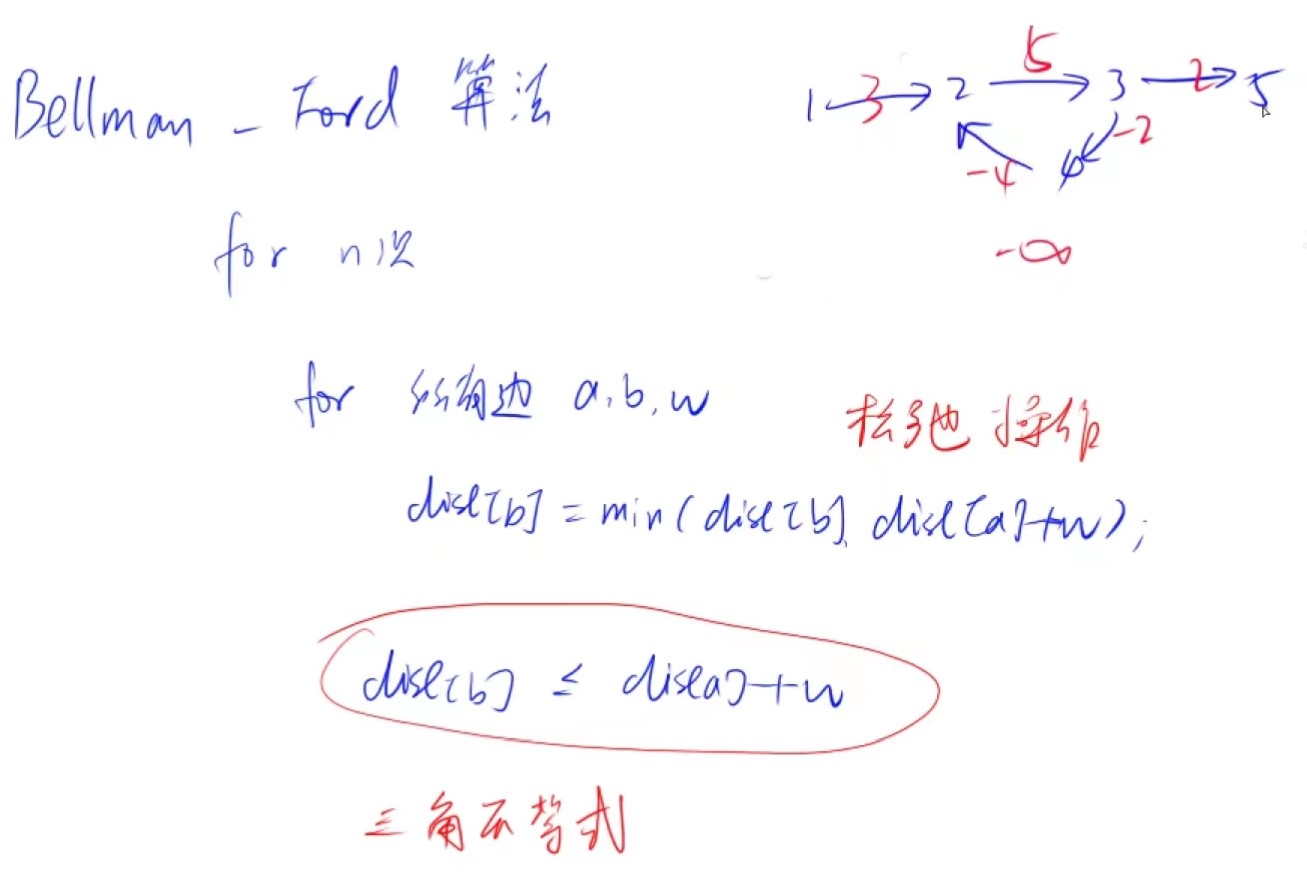 Bellman - Ford 算法
1 3 2 5 3 2 5
-4 4 -2
-∞
for n次
for 所有边 a,b,w
松弛操作
dist[b] = min(dist[b], dist[a]+w);
dist[b] ≤ dist[a]+w
三角不等式